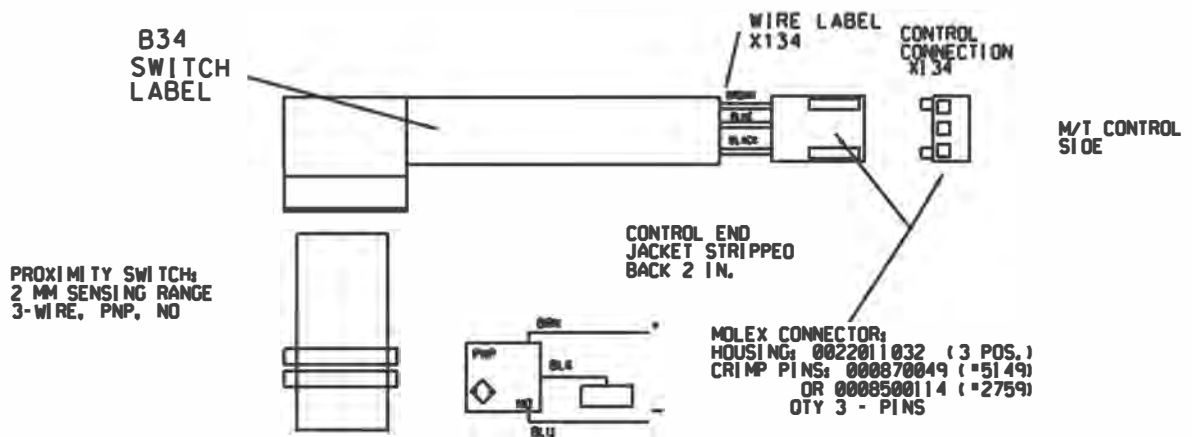 B34
SWITCH
LABEL
WIRE LABEL
X134
CONTROL
CONNECTION
X134
BROWN
BLUE
BLACK
M/T CONTROL
SIDE
CONTROL END
JACKET STRIPPED
BACK 2 IN.
PROXIMITY SWITCH:
2 MM SENSING RANGE
3-WIRE, PNP, NO
BRN
PNP
BLK
NO
BLU
MOLEX CONNECTOR:
HOUSING: 0022011032 (3 POS.)
CRIMP PINS: 000870049 (#5149)
OR 0008500114 (#2759)
QTY 3 - PINS